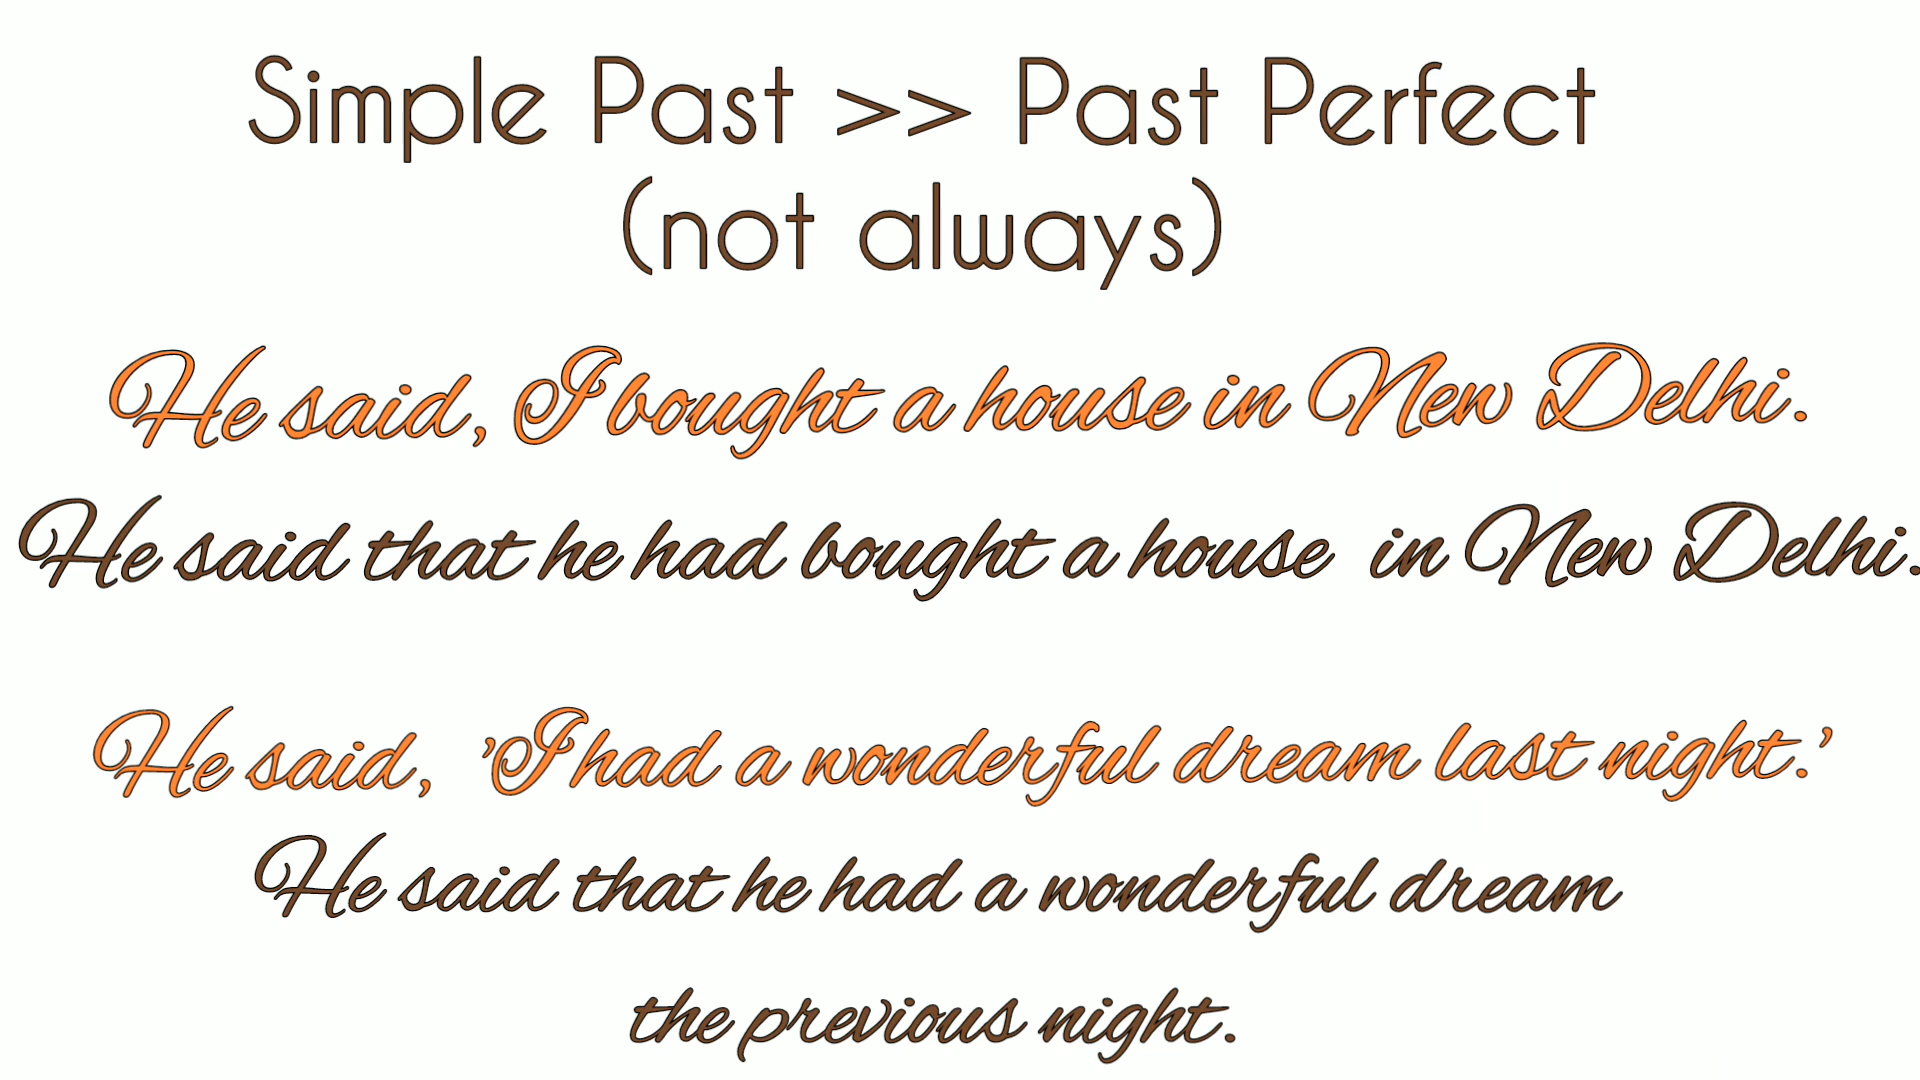 Simple Past >> Past Perfect
(not always)
He said, I bought a house in New Delhi.
He said that he had bought a house in New Delhi.
He said, 'I had a wonderful dream last night.'
He said that he had a wonderful dream
the previous night.